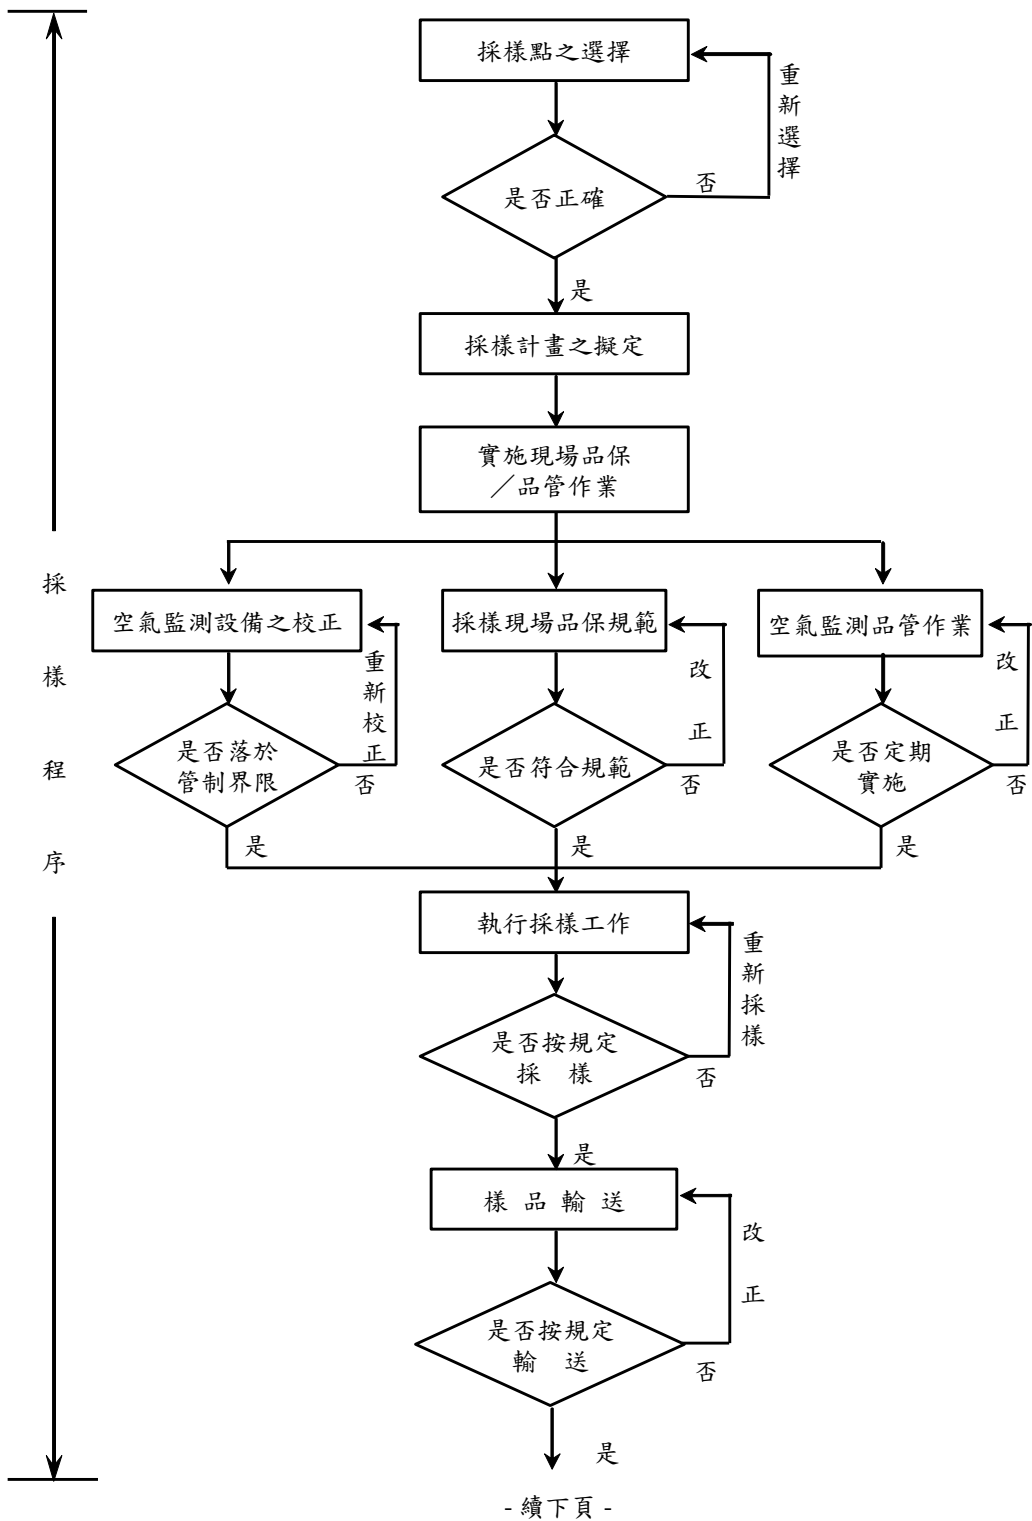 採樣點之選擇
重新選擇
是否正確
否
是
採樣計畫之擬定
實施現場品保
／品管作業
採樣程序
空氣監測設備之校正
重新校正
是否落於
管制界限
否
是
採樣現場品保規範
改正
是否符合規範
否
是
空氣監測品管作業
改正
是否定期
實施
否
是
執行採樣工作
重新採樣
是否按規定
採 樣
否
是
樣 品 輸 送
改正
是否按規定
輸 送
否
是
- 續下頁 -